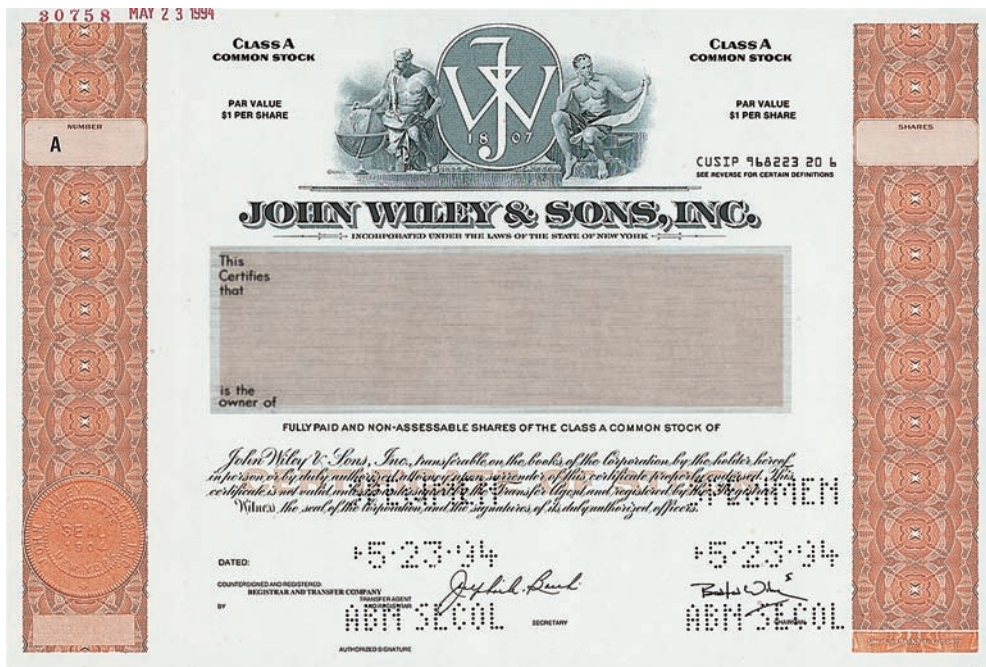 30758 MAY 23 1994
CLASS A
COMMON STOCK
CLASS A
COMMON STOCK
PAR VALUE
$1 PER SHARE
PAR VALUE
$1 PER SHARE
JW
1807
NUMBER
A
SHARES
CUSIP 968223 20 6
SEE REVERSE FOR CERTAIN DEFINITIONS
JOHN WILEY & SONS, INC.
INCORPORATED UNDER THE LAWS OF THE STATE OF NEW YORK
This
Certifies
that
is the
owner of
FULLY PAID AND NON-ASSESSABLE SHARES OF THE CLASS A COMMON STOCK OF
John Wiley & Sons, Inc., transferable on the books of the Corporation by the holder hereof
in person or by duly authorized attorney upon surrender of this certificate properly endorsed. This
certificate is not valid unless countersigned by the Transfer Agent and registered by the Registrar.
Witness the seal of the Corporation and the signatures of its duly authorized officers.
SPECIMEN SPECIMEN
SEAL
1904
DATED:
5·23·94 5·23·94
COUNTERSIGNED AND REGISTERED:
REGISTRAR AND TRANSFER COMPANY
TRANSFER AGENT
AND REGISTRAR
BY
ABM SECOL ABM SECOL
SECRETARY
CHAIRMAN
AUTHORIZED SIGNATURE